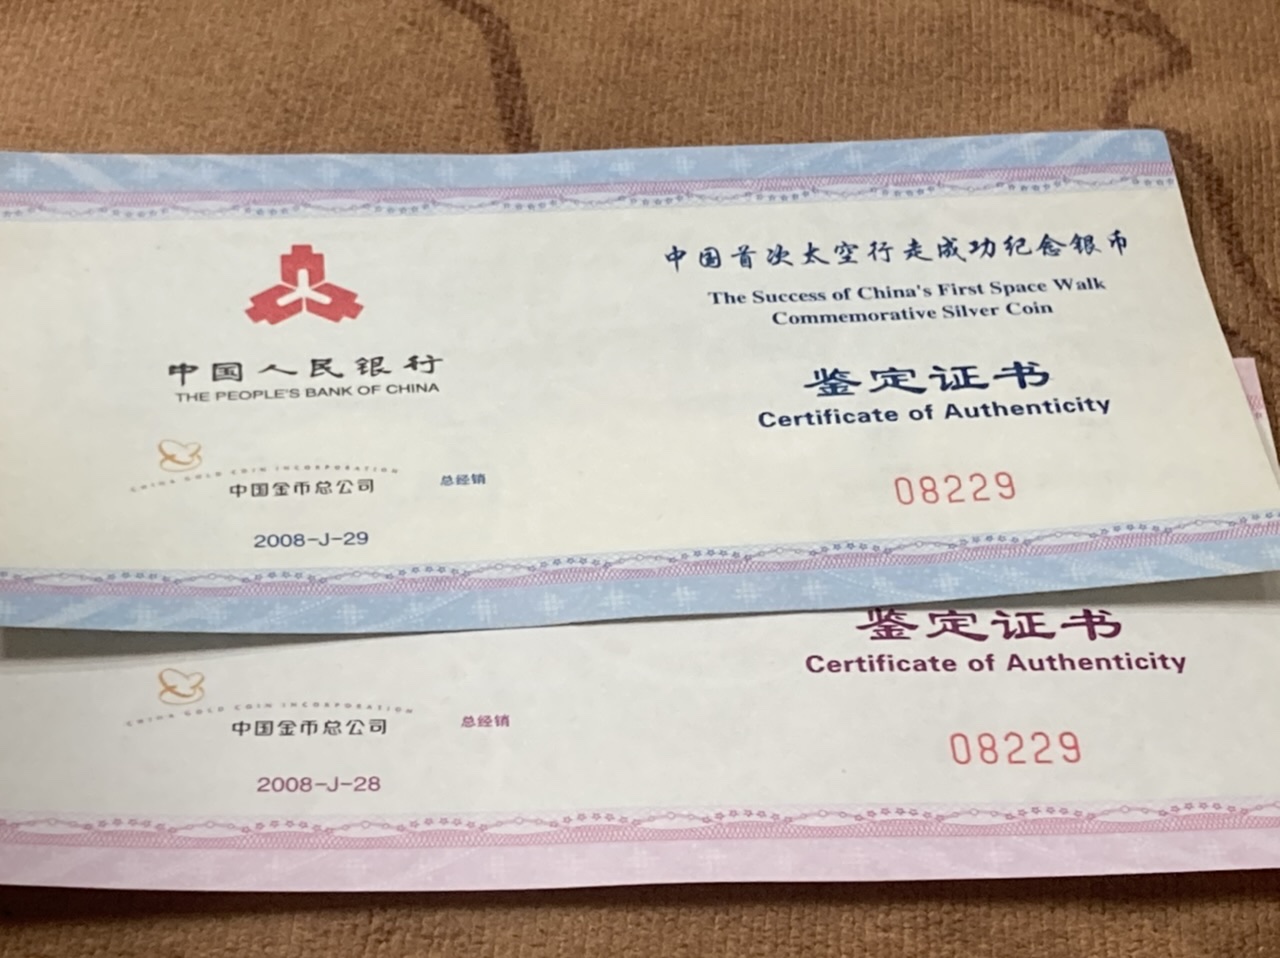 中国人民银行
THE PEOPLE'S BANK OF CHINA
CHINA GOLD COIN INCORPORATION
中国金币总公司
总经销
2008-J-29
中国首次太空行走成功纪念银币
The Success of China's First Space Walk
Commemorative Silver Coin
鉴定证书
Certificate of Authenticity
08229
CHINA GOLD COIN INCORPORATION
中国金币总公司
总经销
2008-J-28
鉴定证书
Certificate of Authenticity
08229